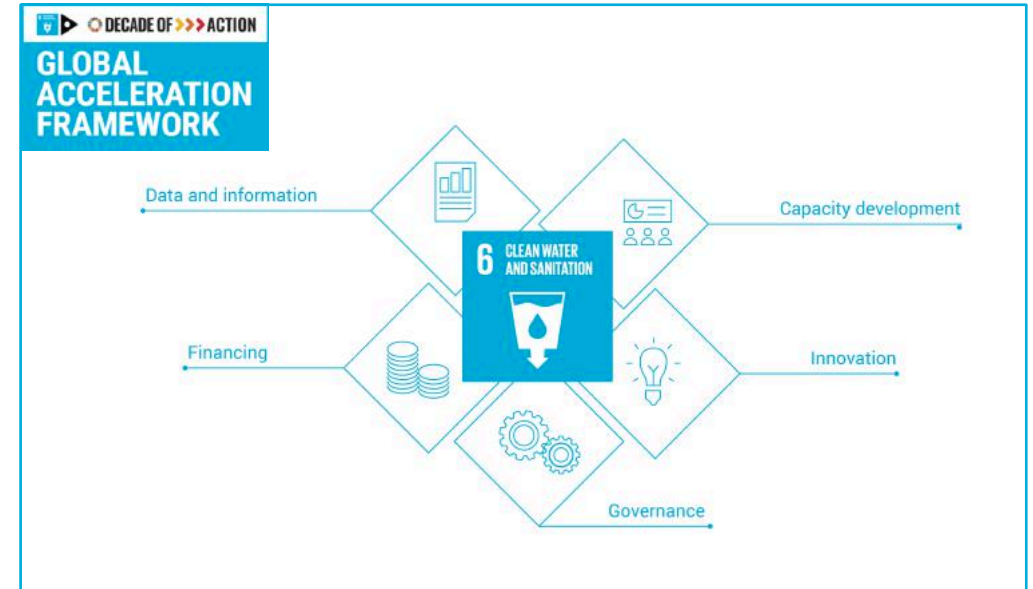 DECADE OF >>> ACTION
GLOBAL
ACCELERATION
FRAMEWORK
Data and information
Capacity development
6 CLEAN WATER
AND SANITATION
Financing
Innovation
Governance